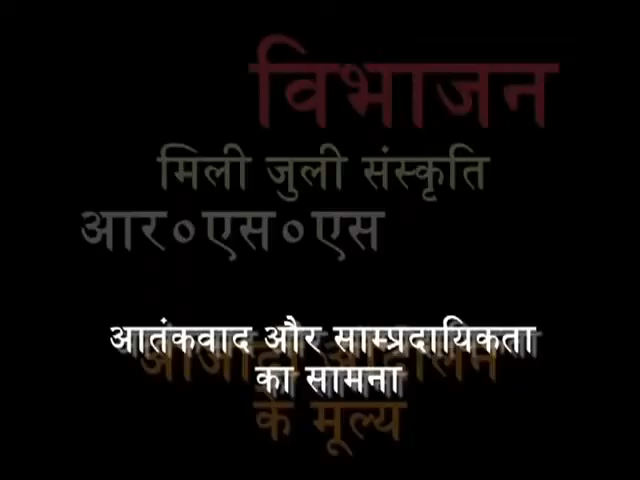 विभाजन
मिली जुली संस्कृति
आर०एस०एस
आतंकवाद और साम्प्रदायिकता
का सामना
के मूल्य